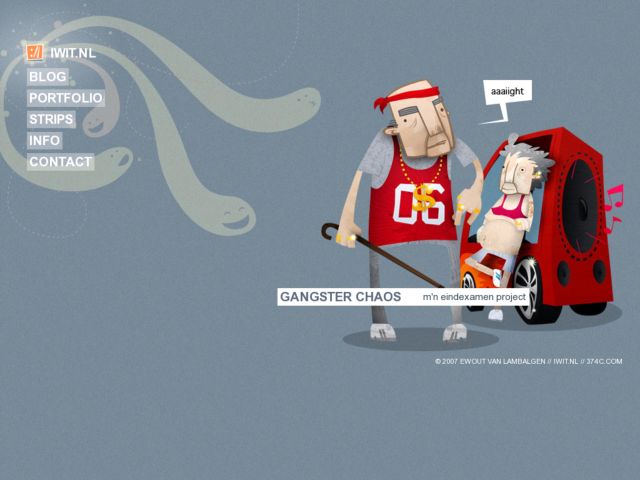 :/) IWIT.NL
BLOG
PORTFOLIO
STRIPS
INFO
CONTACT
aaaiight
06
GANGSTER CHAOS m'n eindexamen project
© 2007 EWOUT VAN LAMBALGEN // IWIT.NL // 374C.COM